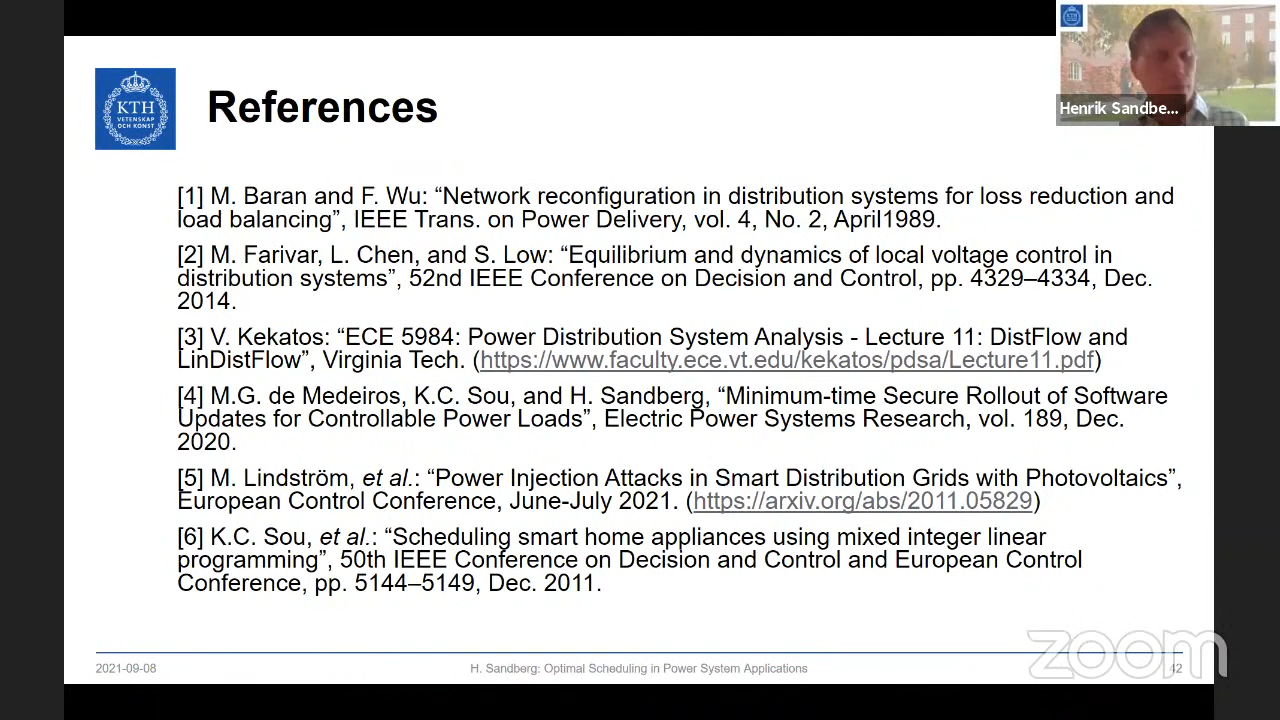 KTH
VETENSKAP
OCH KONST
References
KTH
Henrik Sandbe...
[1] M. Baran and F. Wu: “Network reconfiguration in distribution systems for loss reduction and
load balancing”, IEEE Trans. on Power Delivery, vol. 4, No. 2, April1989.
[2] M. Farivar, L. Chen, and S. Low: “Equilibrium and dynamics of local voltage control in
distribution systems”, 52nd IEEE Conference on Decision and Control, pp. 4329–4334, Dec.
2014.
[3] V. Kekatos: “ECE 5984: Power Distribution System Analysis - Lecture 11: DistFlow and
LinDistFlow”, Virginia Tech. (https://www.faculty.ece.vt.edu/kekatos/pdsa/Lecture11.pdf)
[4] M.G. de Medeiros, K.C. Sou, and H. Sandberg, “Minimum-time Secure Rollout of Software
Updates for Controllable Power Loads”, Electric Power Systems Research, vol. 189, Dec.
2020.
[5] M. Lindström, et al.: “Power Injection Attacks in Smart Distribution Grids with Photovoltaics”,
European Control Conference, June-July 2021. (https://arxiv.org/abs/2011.05829)
[6] K.C. Sou, et al.: “Scheduling smart home appliances using mixed integer linear
programming”, 50th IEEE Conference on Decision and Control and European Control
Conference, pp. 5144–5149, Dec. 2011.
2021-09-08
H. Sandberg: Optimal Scheduling in Power System Applications
42
zoom